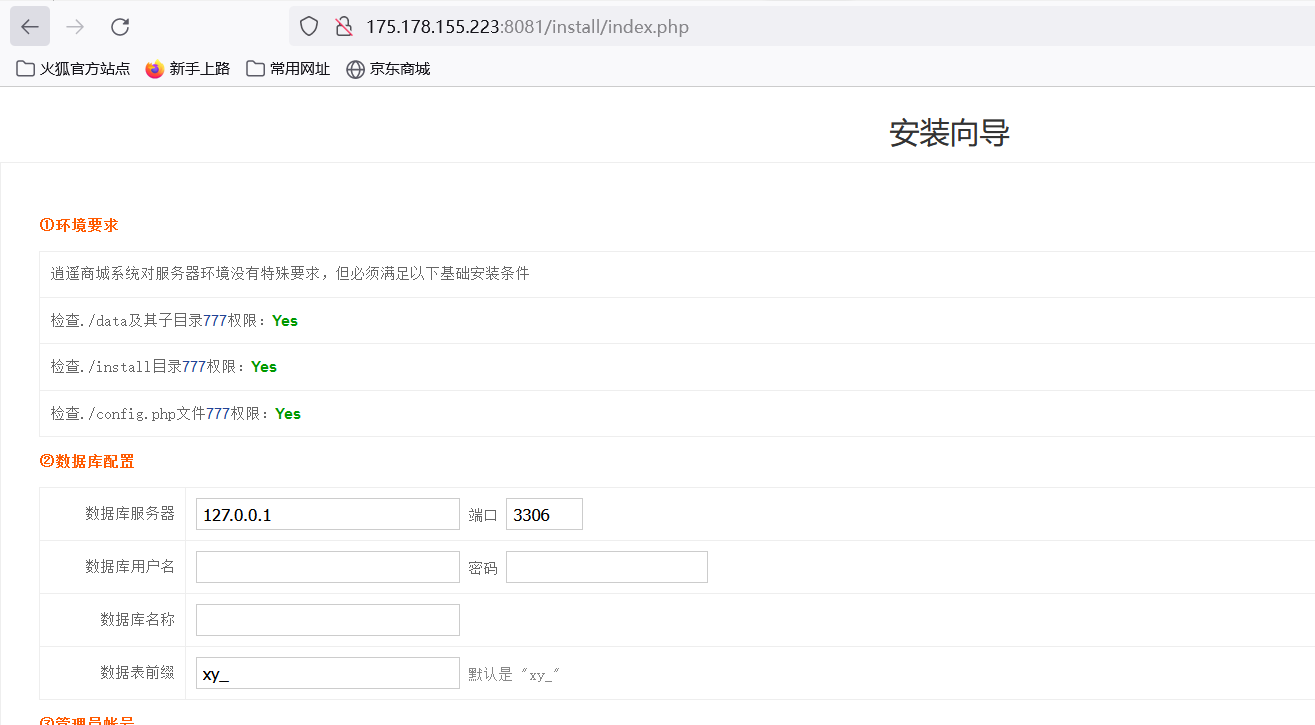 175.178.155.223:8081/install/index.php
火狐官方站点 新手上路 常用网址 京东商城
安装向导
①环境要求
逍遥商城系统对服务器环境没有特殊要求，但必须满足以下基础安装条件
检查./data及其子目录777权限：Yes
检查./install目录777权限：Yes
检查./config.php文件777权限：Yes
②数据库配置
数据库服务器 127.0.0.1 端口 3306
数据库用户名 密码
数据库名称
数据表前缀 xy_ 默认是 "xy_"
③管理员帐号